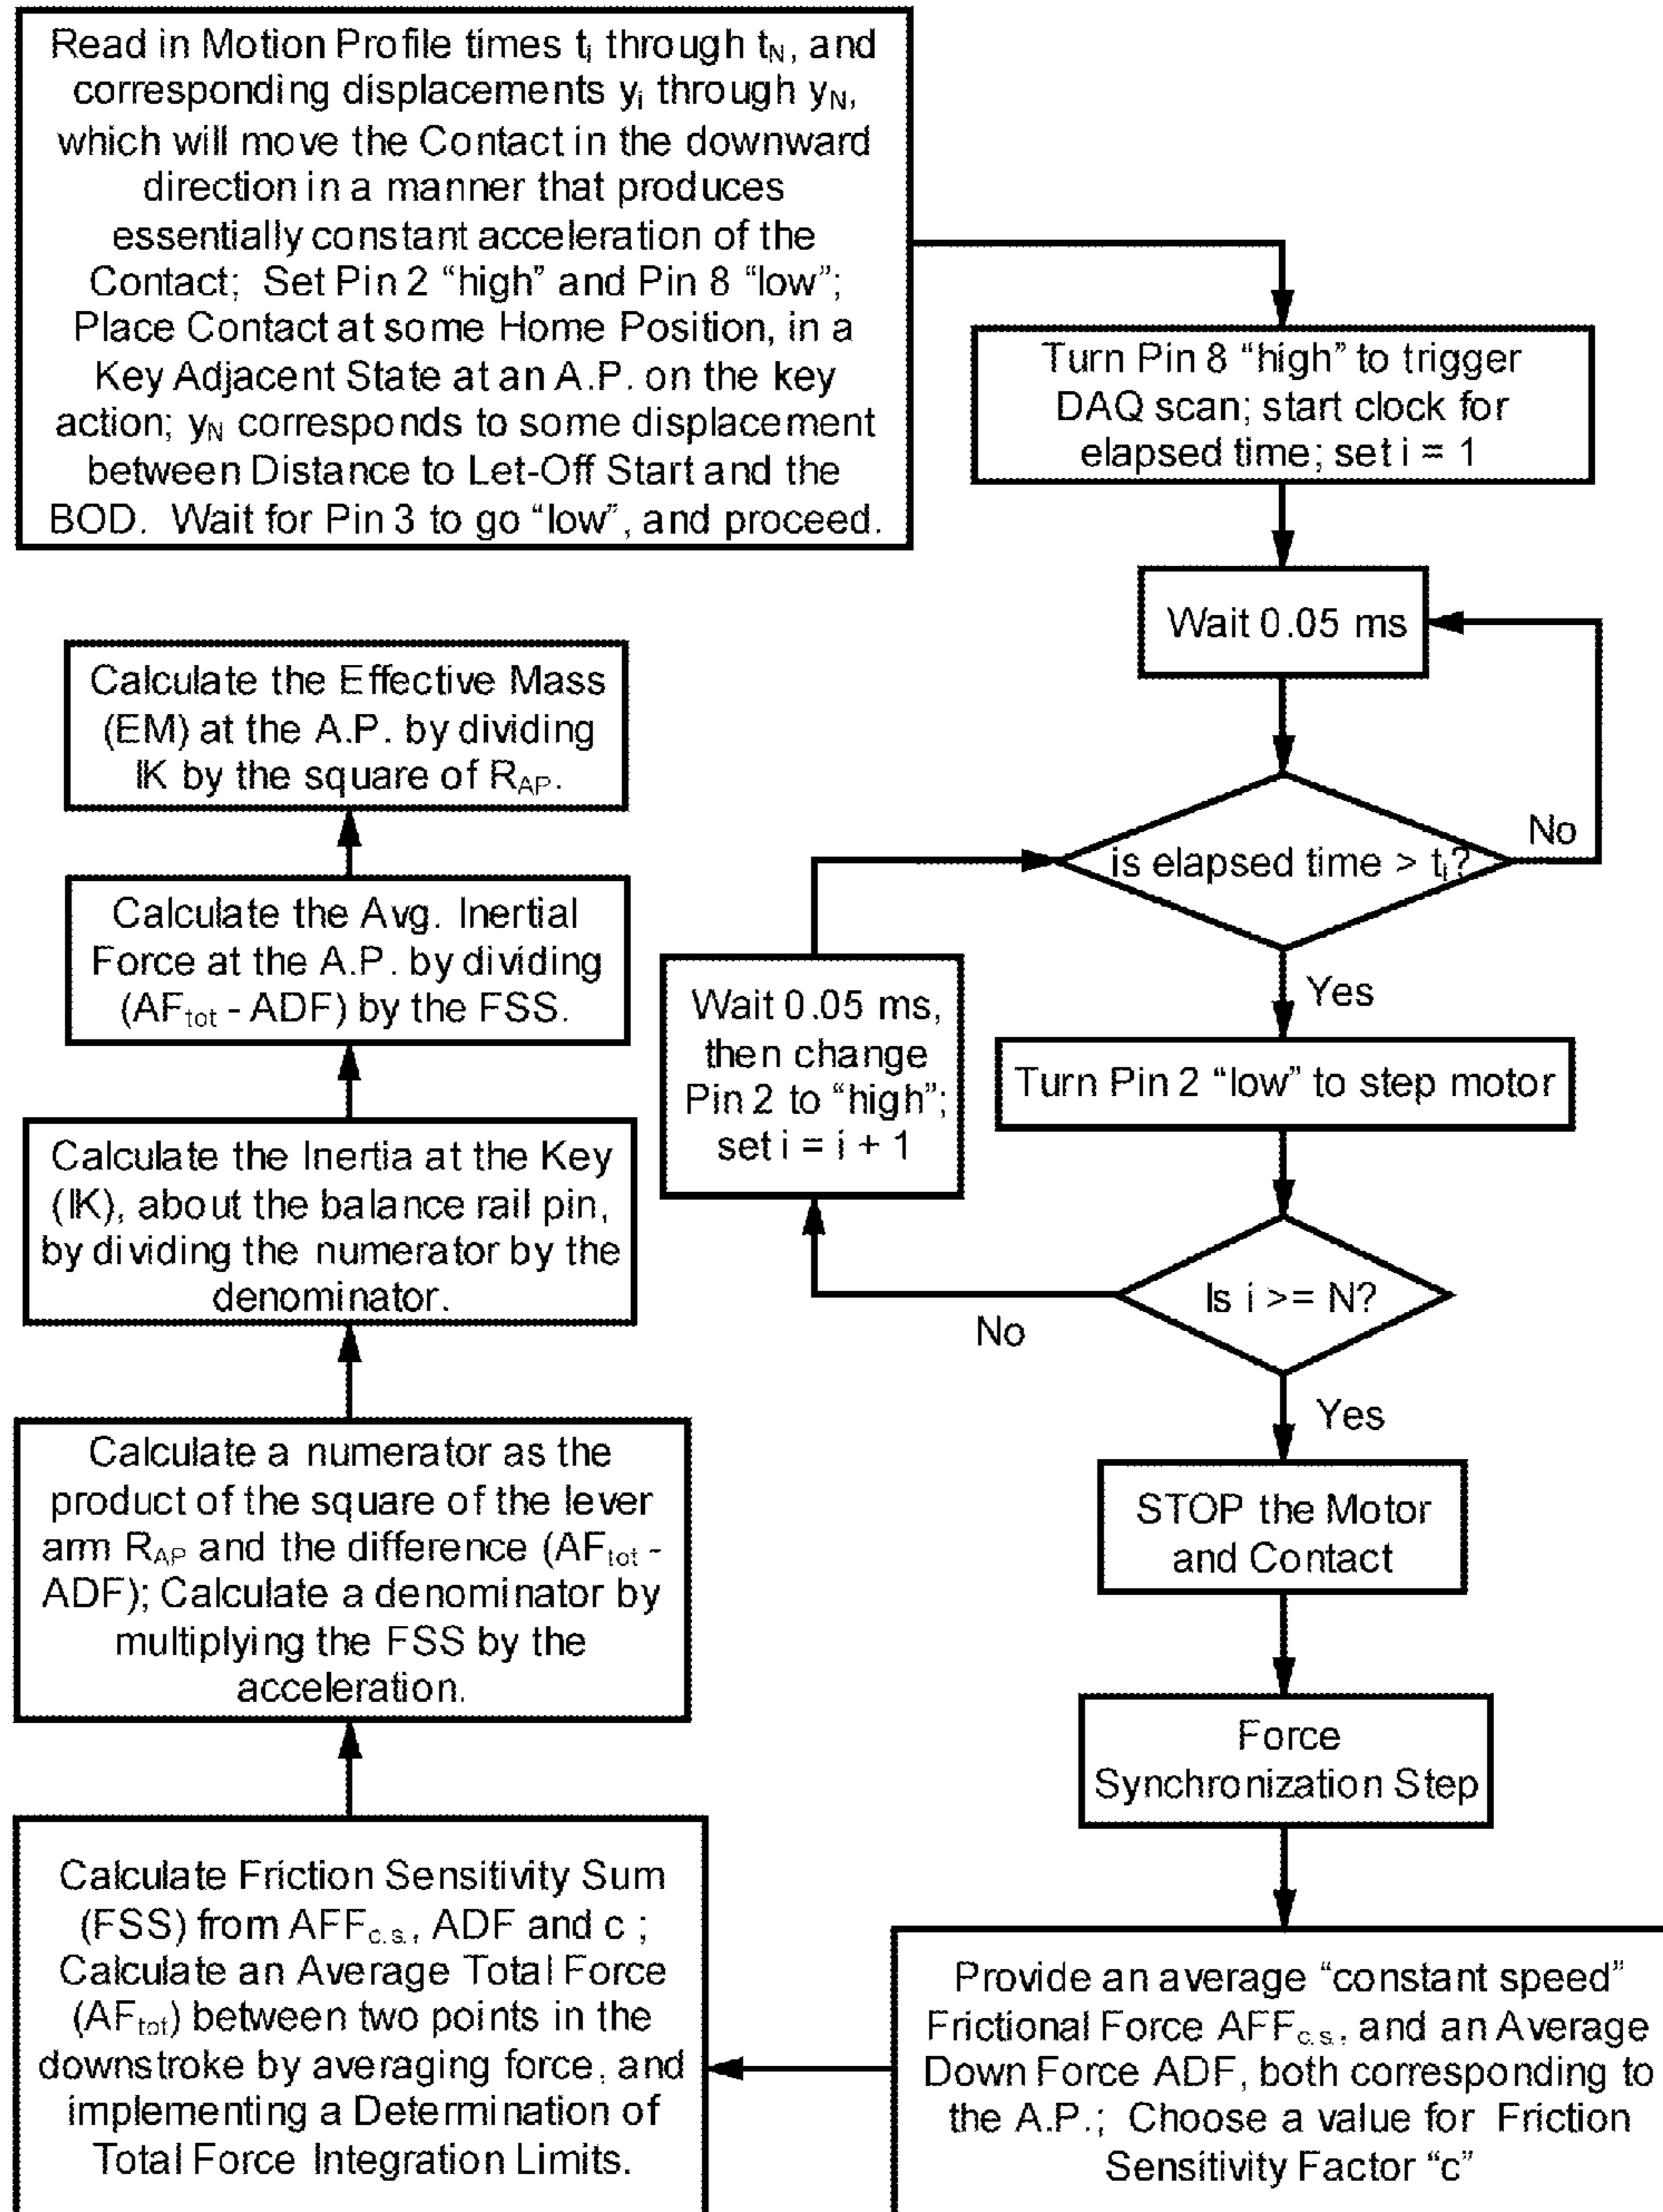 Read in Motion Profile times tᵢ through t_N, and
corresponding displacements yᵢ through y_N,
which will move the Contact in the downward
direction in a manner that produces
essentially constant acceleration of the
Contact; Set Pin 2 “high” and Pin 8 “low”;
Place Contact at some Home Position, in a
Key Adjacent State at an A.P. on the key
action; y_N corresponds to some displacement
between Distance to Let-Off Start and the
BOD. Wait for Pin 3 to go “low”, and proceed.
Turn Pin 8 “high” to trigger
DAQ scan; start clock for
elapsed time; set i = 1
Wait 0.05 ms
is elapsed time > tᵢ?
No
Yes
Turn Pin 2 “low” to step motor
Is i >= N?
No
Wait 0.05 ms,
then change
Pin 2 to “high”;
set i = i + 1
Yes
STOP the Motor
and Contact
Force
Synchronization Step
Provide an average “constant speed”
Frictional Force AFF_c.s., and an Average
Down Force ADF, both corresponding to
the A.P.; Choose a value for Friction
Sensitivity Factor “c”
Calculate Friction Sensitivity Sum
(FSS) from AFF_c.s., ADF and c ;
Calculate an Average Total Force
(AF_tot) between two points in the
downstroke by averaging force, and
implementing a Determination of
Total Force Integration Limits.
Calculate a numerator as the
product of the square of the lever
arm R_AP and the difference (AF_tot -
ADF); Calculate a denominator by
multiplying the FSS by the
acceleration.
Calculate the Inertia at the Key
(IK), about the balance rail pin,
by dividing the numerator by the
denominator.
Calculate the Avg. Inertial
Force at the A.P. by dividing
(AF_tot - ADF) by the FSS.
Calculate the Effective Mass
(EM) at the A.P. by dividing
IK by the square of R_AP.